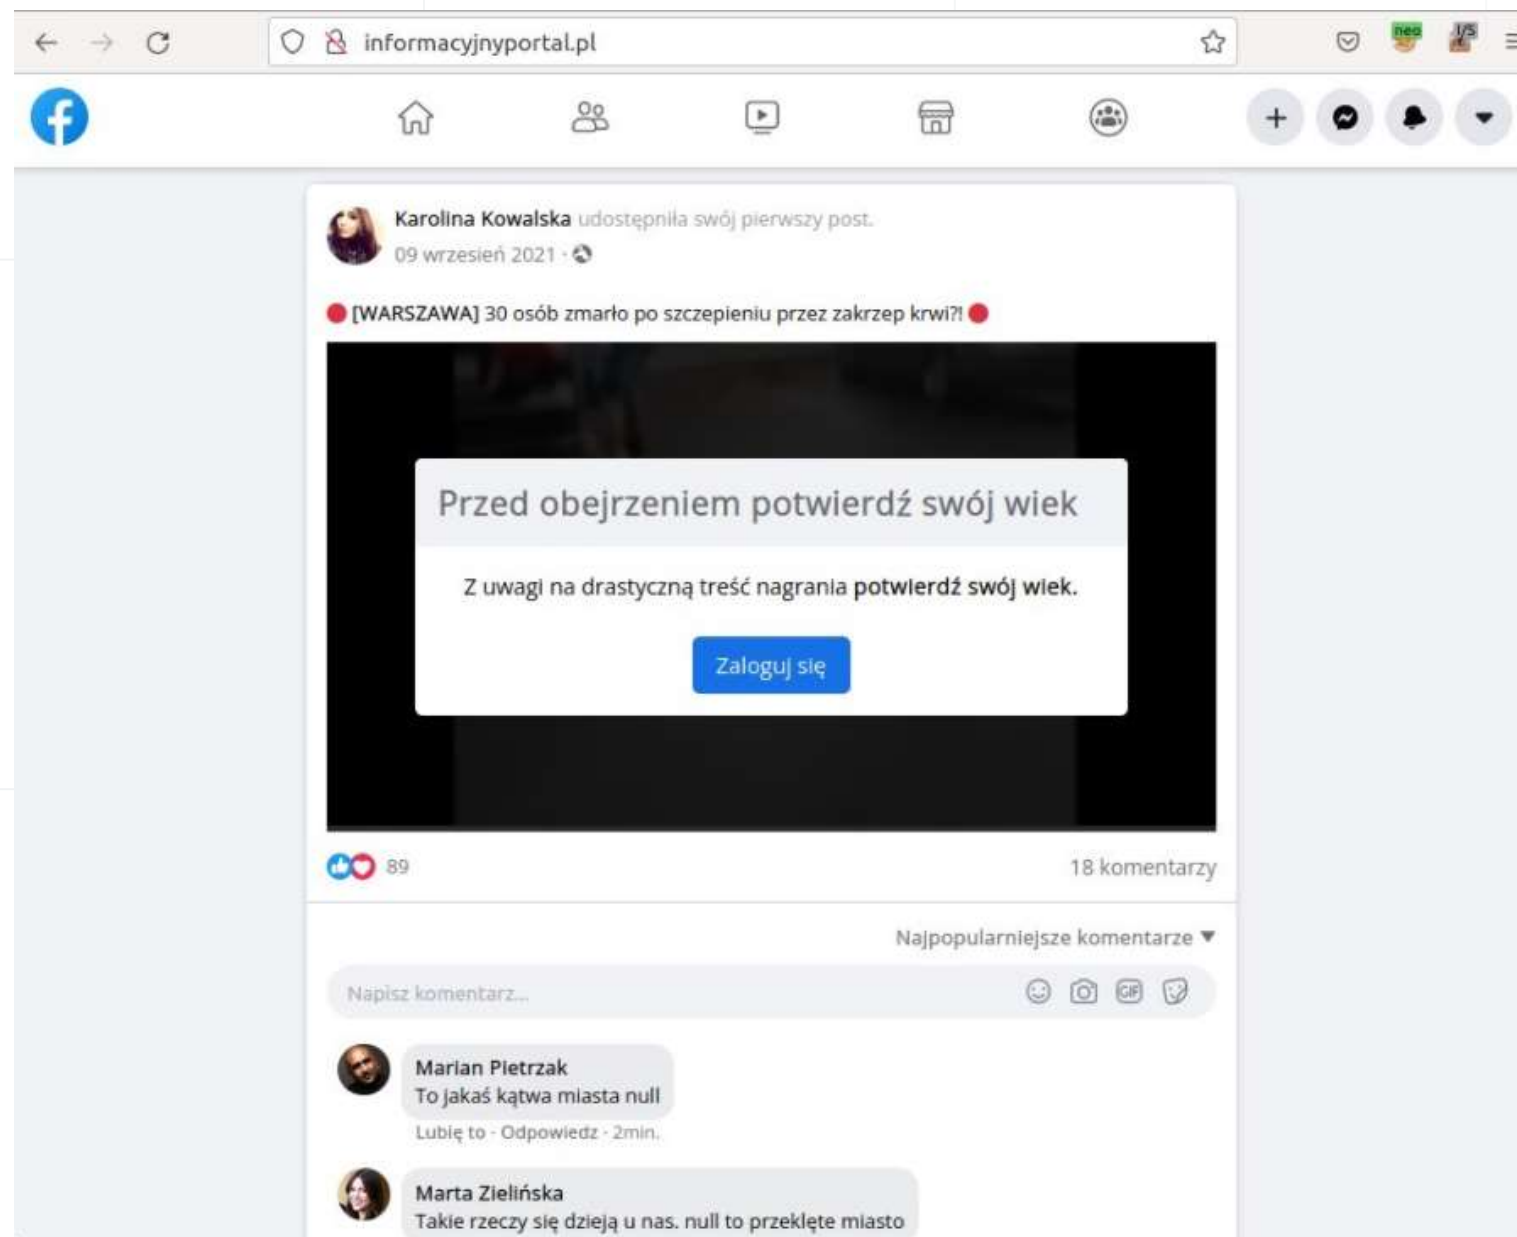 informacyjnyportal.pl
neo
I/S
Karolina Kowalska udostępniła swój pierwszy post.
09 wrzesień 2021 ·
[WARSZAWA] 30 osób zmarło po szczepieniu przez zakrzep krwi?!
Przed obejrzeniem potwierdź swój wiek
Z uwagi na drastyczną treść nagrania potwierdź swój wiek.
Zaloguj się
89
18 komentarzy
Najpopularniejsze komentarze ▼
Napisz komentarz...
GIF
Marian Pietrzak
To jakaś kątwa miasta null
Lubię to · Odpowiedz · 2min.
Marta Zielińska
Takie rzeczy się dzieją u nas. null to przeklęte miasto